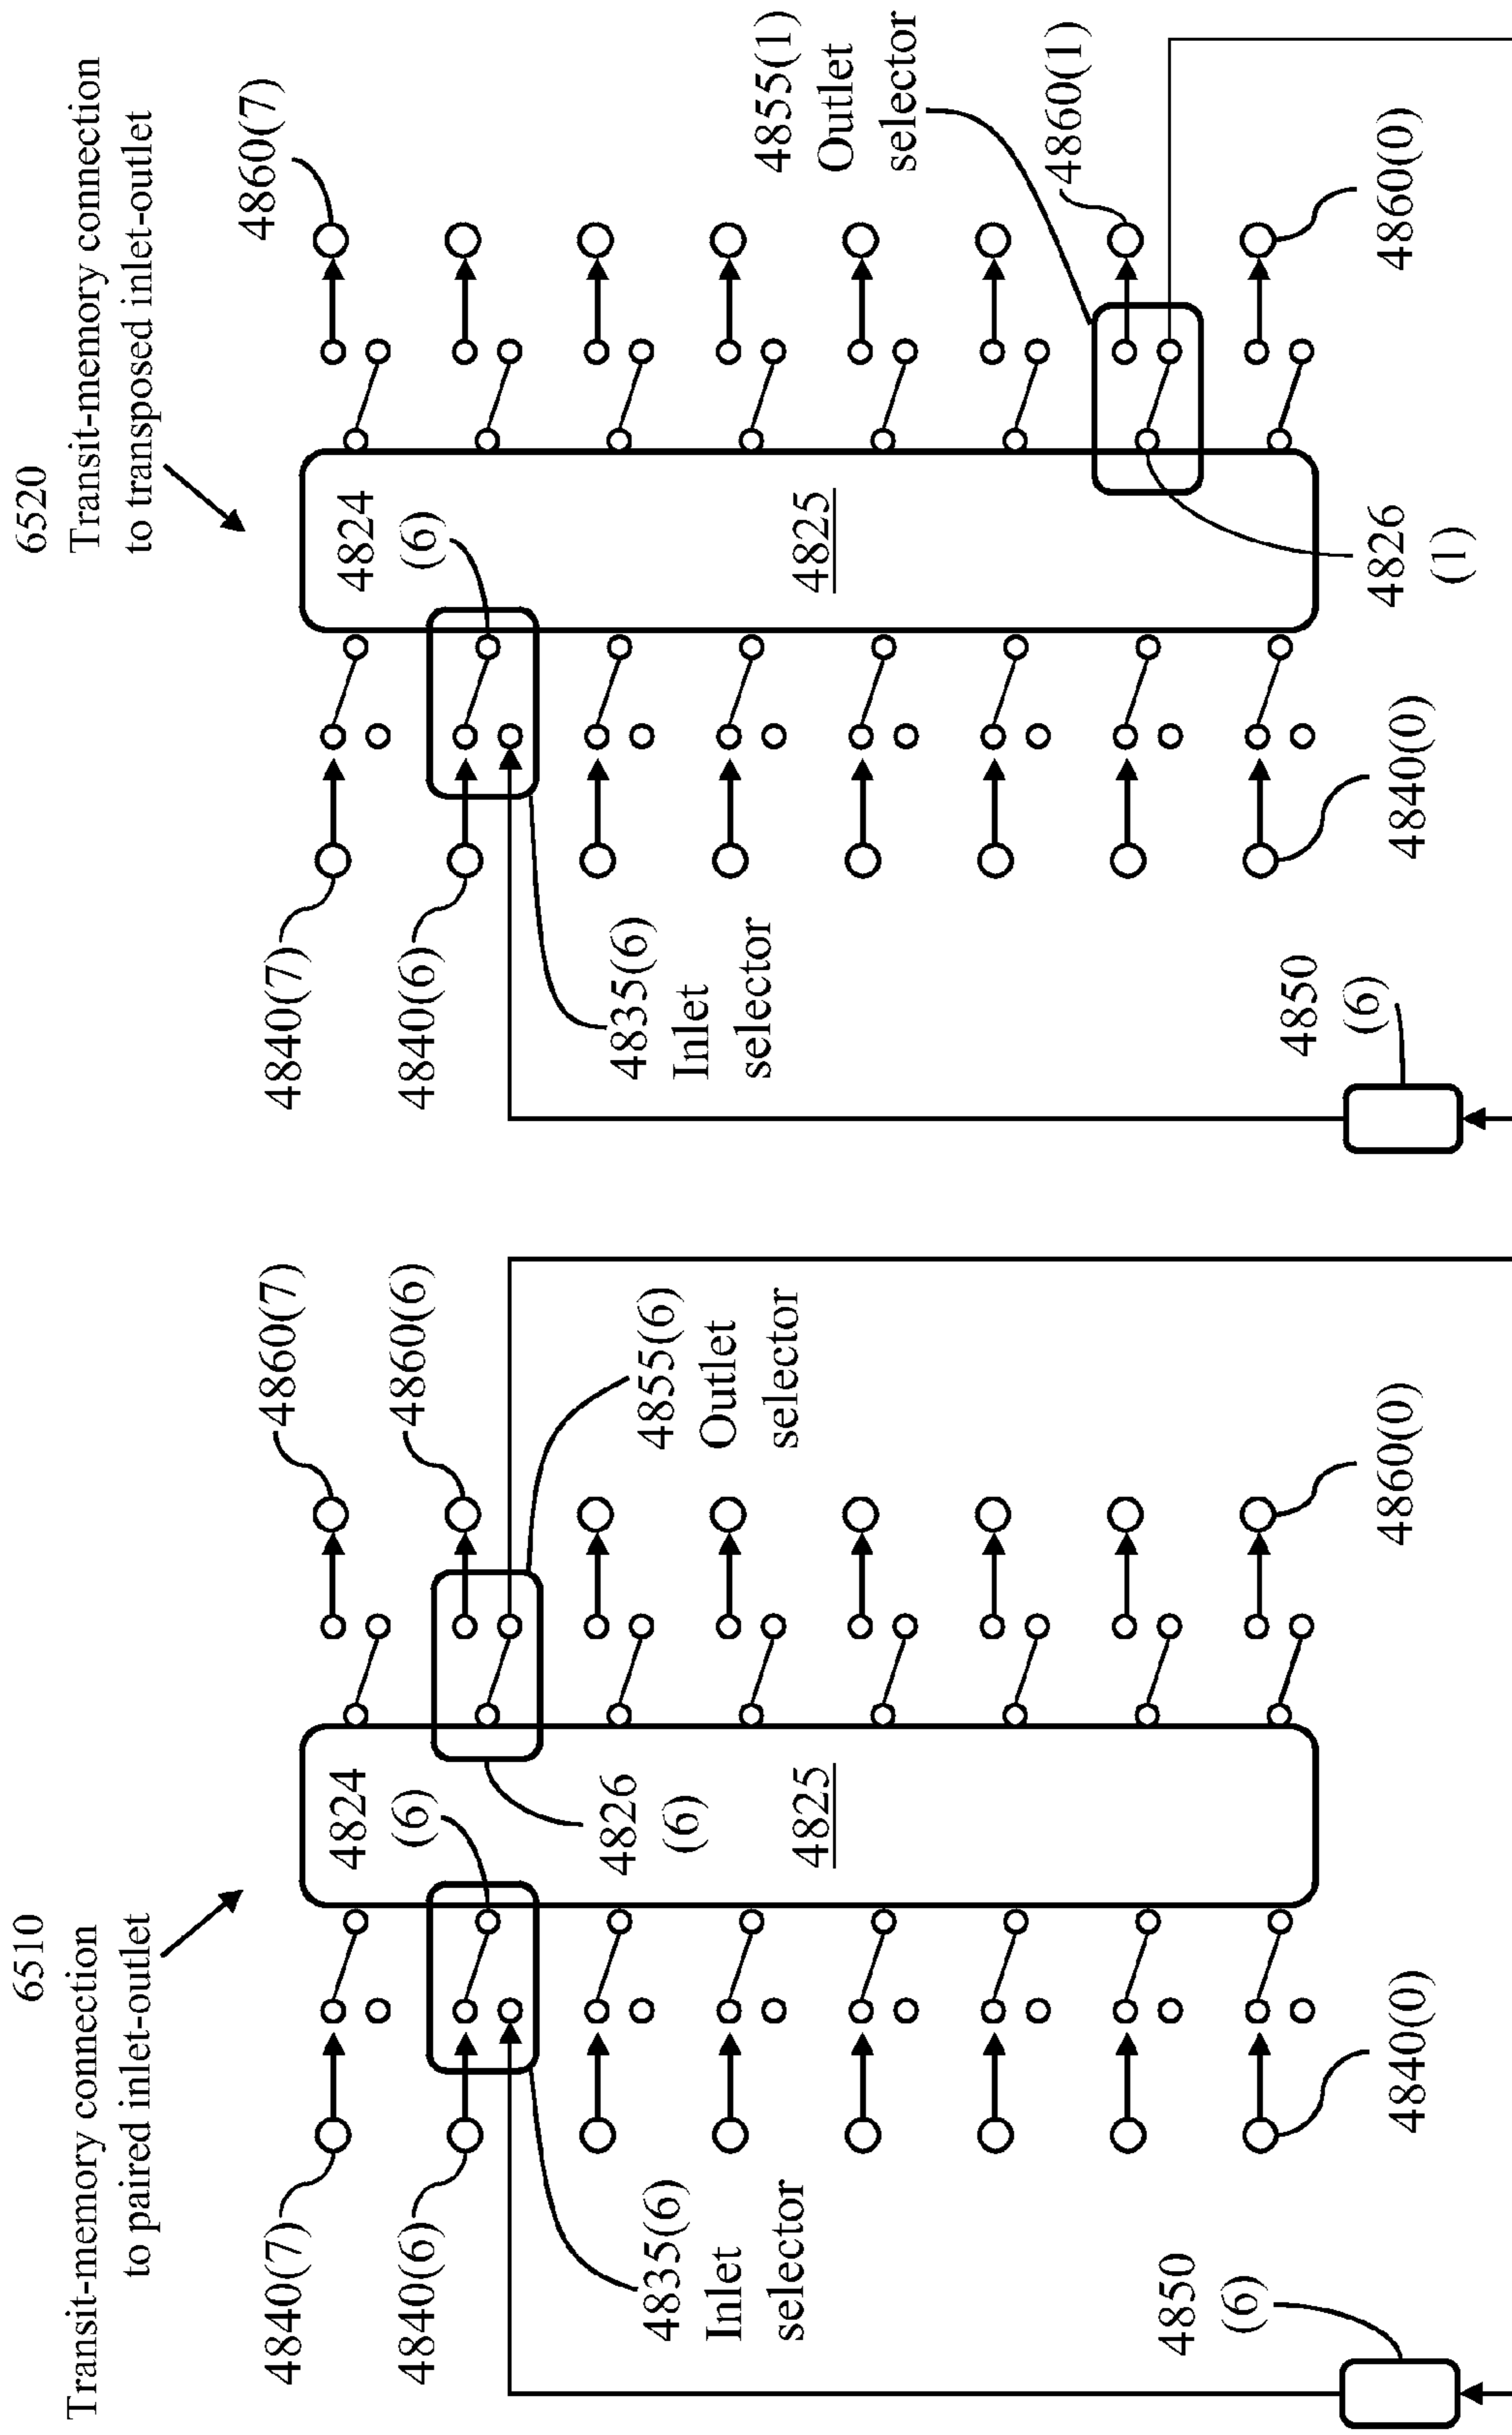 6510
Transit-memory connection
to paired inlet-outlet
4840(7)
4840(6)
4835(6)
Inlet
selector
4850
(6)
4840(0)
4824
(6)
4826
(6)
4825
4860(7)
4860(6)
4855(6)
Outlet
selector
4860(0)
6520
Transit-memory connection
to transposed inlet-outlet
4840(7)
4840(6)
4835(6)
Inlet
selector
4850
(6)
4840(0)
4824
(6)
4825
4826
(1)
4860(7)
4855(1)
Outlet
selector
4860(1)
4860(0)